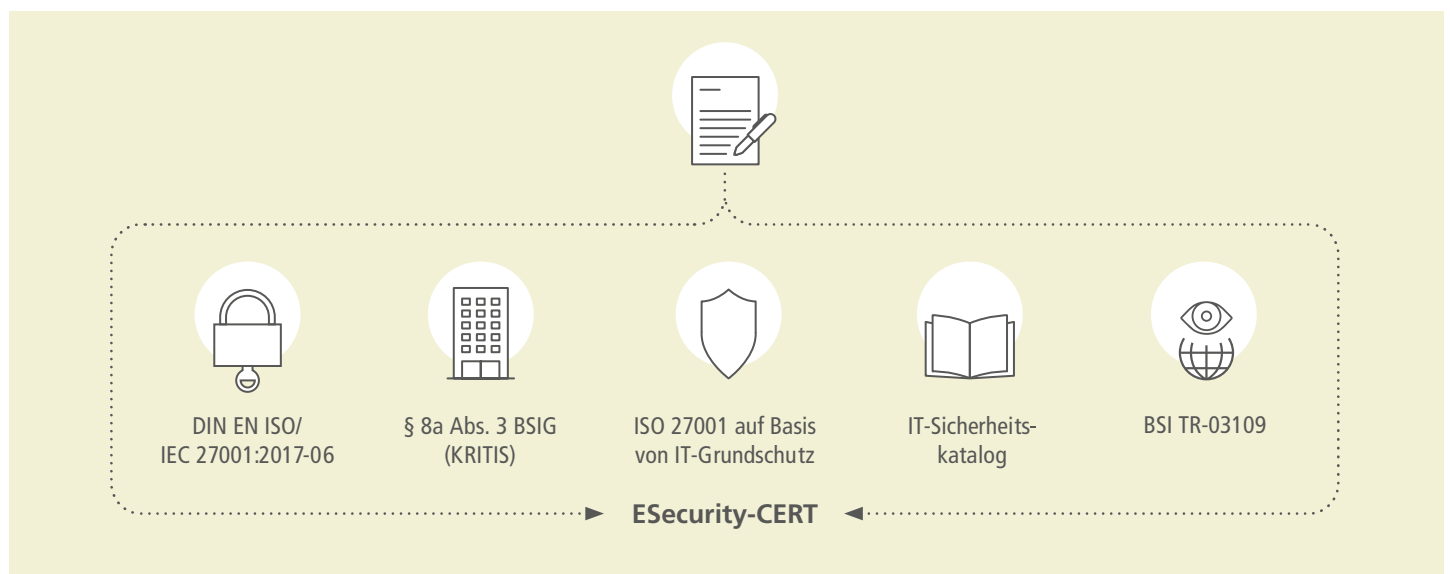 DIN EN ISO/
IEC 27001:2017-06
§ 8a Abs. 3 BSIG
(KRITIS)
ISO 27001 auf Basis
von IT-Grundschutz
IT-Sicherheits-
katalog
BSI TR-03109
ESecurity-CERT